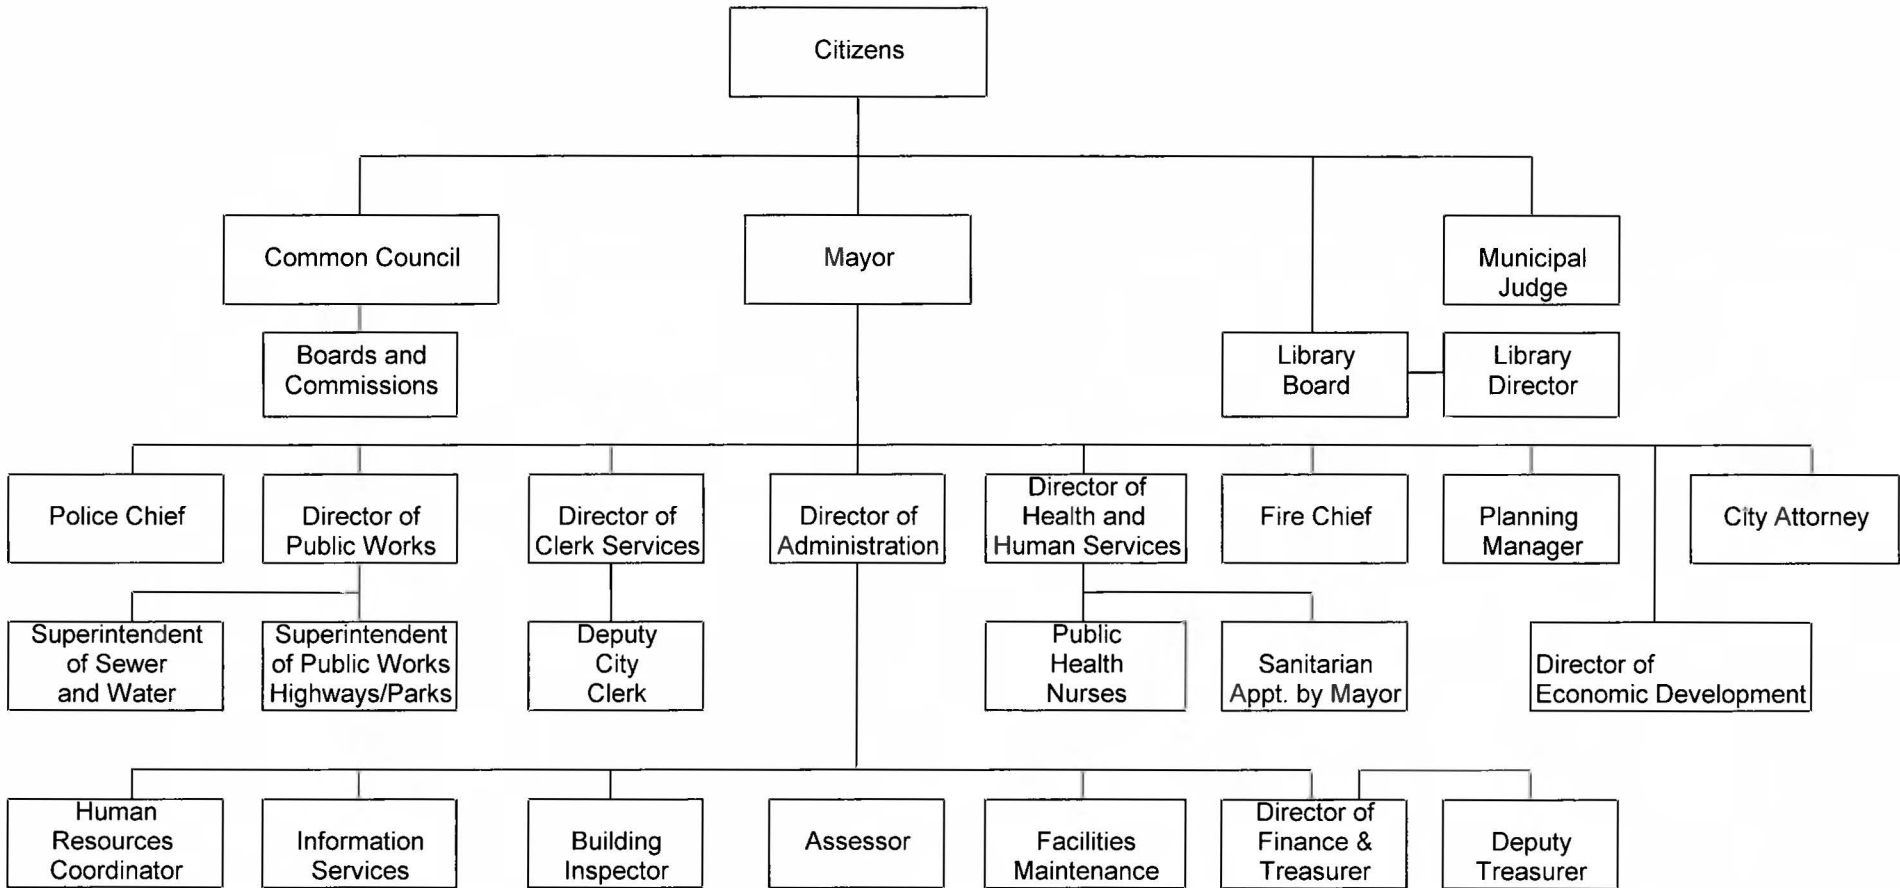 Citizens
Common Council
Mayor
Municipal
Judge
Boards and
Commissions
Library
Board
Library
Director
Police Chief
Director of
Public Works
Director of
Clerk Services
Director of
Administration
Director of
Health and
Human Services
Fire Chief
Planning
Manager
City Attorney
Superintendent
of Sewer
and Water
Superintendent
of Public Works
Highways/Parks
Deputy
City
Clerk
Public
Health
Nurses
Sanitarian
Appt. by Mayor
Director of
Economic Development
Human
Resources
Coordinator
Information
Services
Building
Inspector
Assessor
Facilities
Maintenance
Director of
Finance &
Treasurer
Deputy
Treasurer